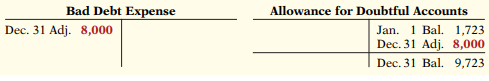 Bad Debt Expense
Dec. 31 Adj. 8,000
Allowance for Doubtful Accounts
Jan. 1 Bal. 1,723
Dec. 31 Adj. 8,000
Dec. 31 Bal. 9,723